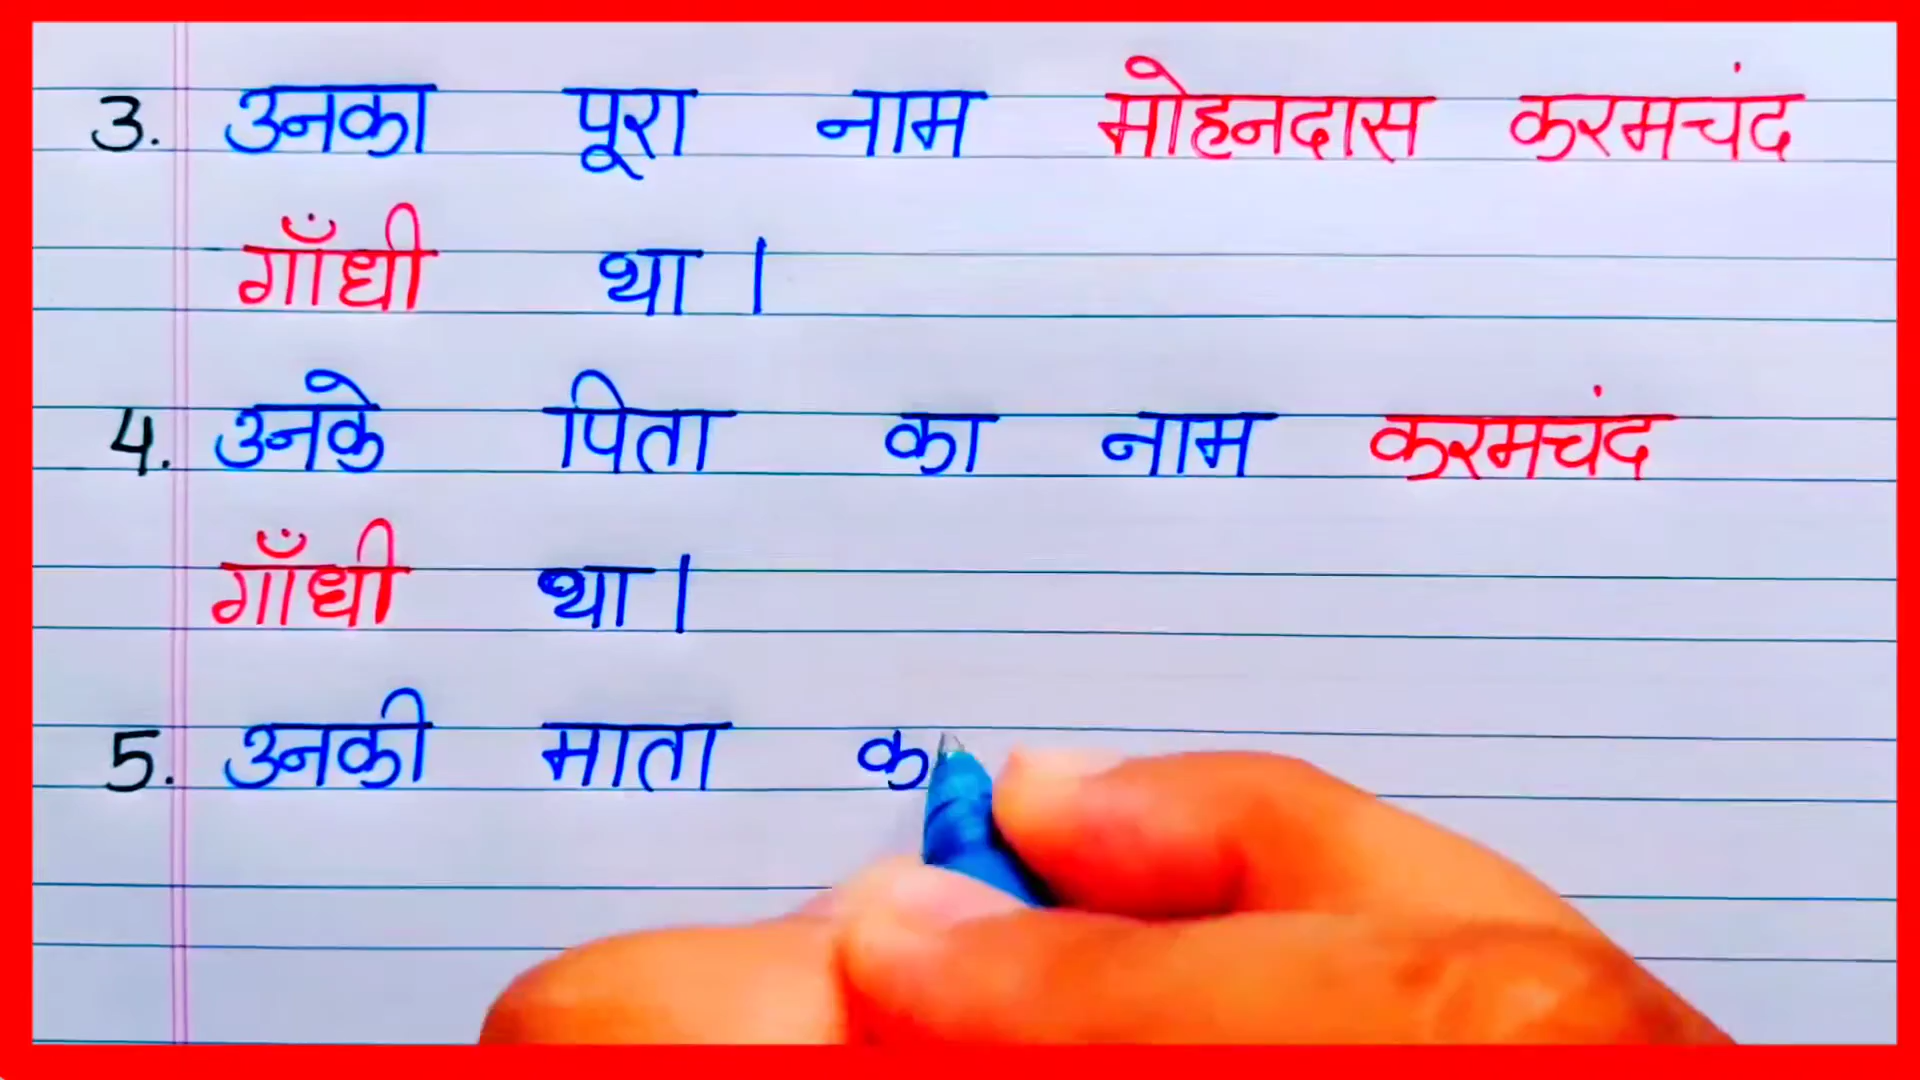 3. उनका पूरा नाम मोहनदास करमचंद
गाँधी था।
4. उनके पिता का नाम करमचंद
गाँधी था।
5. उनकी माता क